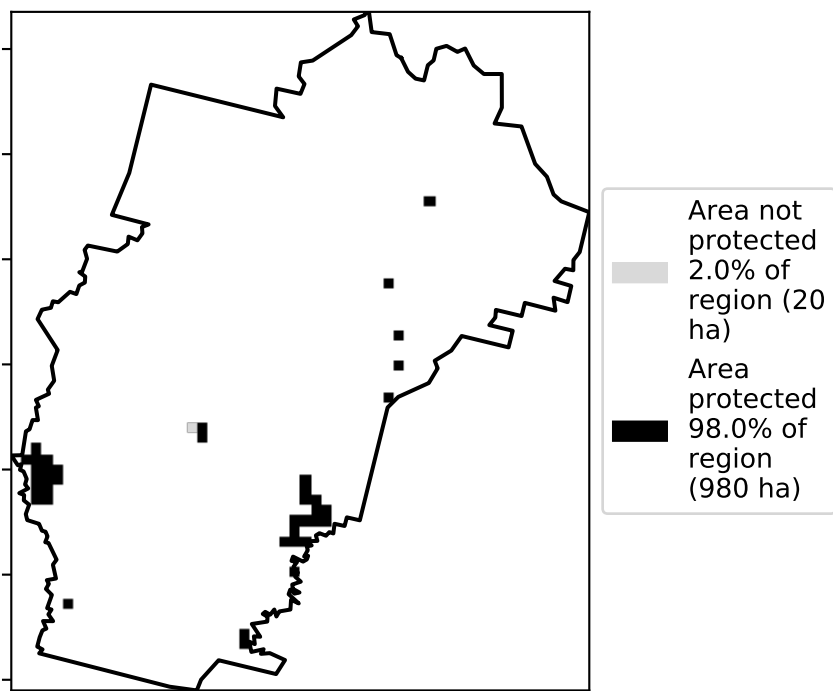 Area not
protected
2.0% of
region (20
ha)
Area
protected
98.0% of
region
(980 ha)